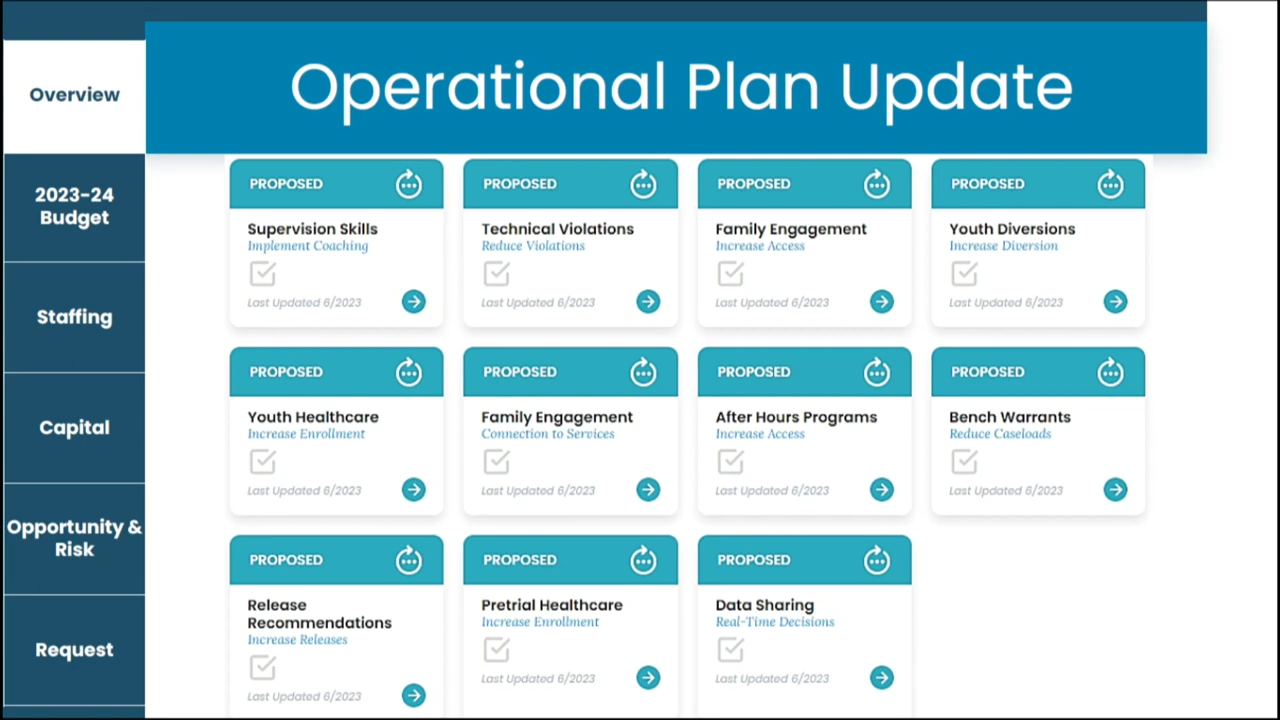 Operational Plan Update
Overview
2023-24
Budget
Staffing
Capital
Opportunity &
Risk
Request
PROPOSED
Supervision Skills
Implement Coaching
Last Updated 6/2023
PROPOSED
Technical Violations
Reduce Violations
Last Updated 6/2023
PROPOSED
Family Engagement
Increase Access
Last Updated 6/2023
PROPOSED
Youth Diversions
Increase Diversion
Last Updated 6/2023
PROPOSED
Youth Healthcare
Increase Enrollment
Last Updated 6/2023
PROPOSED
Family Engagement
Connection to Services
Last Updated 6/2023
PROPOSED
After Hours Programs
Increase Access
Last Updated 6/2023
PROPOSED
Bench Warrants
Reduce Caseloads
Last Updated 6/2023
PROPOSED
Release
Recommendations
Increase Releases
Last Updated 6/2023
PROPOSED
Pretrial Healthcare
Increase Enrollment
Last Updated 6/2023
PROPOSED
Data Sharing
Real-Time Decisions
Last Updated 6/2023